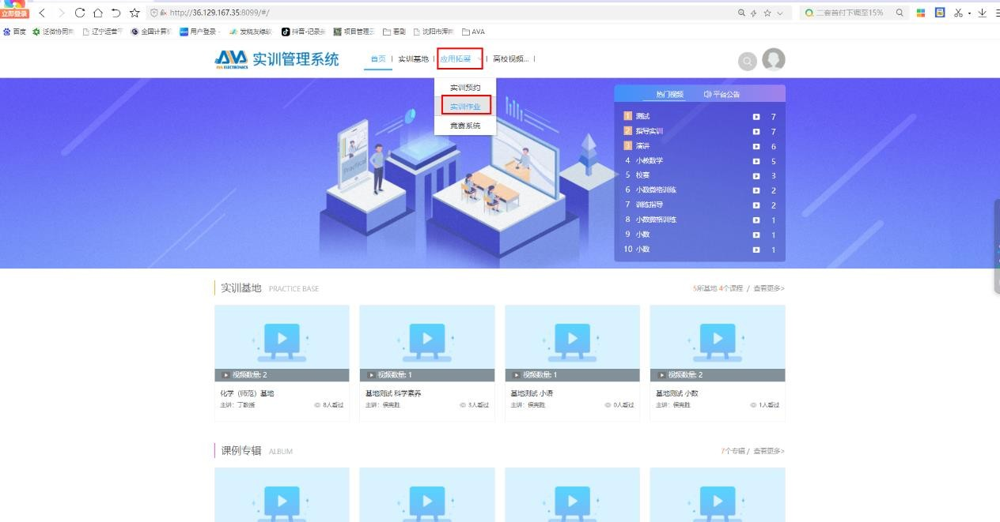 立即登录
http://36.129.167.35:8099/#/
二套首付下调至15%
百度 泛微协同 辽宁运营平 全国计算机 用户登录 · 发烧友绿软 抖音-记录美 项目管理云 看剧 沈阳市浑南 AVA
AVA 实训管理系统
AVA ELECTRONICS
首页 | 实训基地 | 应用拓展 | 高校视频... |
实训预约
实训作业
竞赛系统
热门视频 平台公告
1 测试 7
2 指导实训 7
3 演讲 6
4 小教数学 5
5 校赛 3
6 小数微格训练 2
7 训练指导 2
8 小数微格训练 1
9 小数 1
10 小数 1
Practical
实训基地 PRACTICE BASE 5所基地 4个课程 / 查看更多>
视频数量: 2 视频数量: 1 视频数量: 1 视频数量: 2
化学（师范）基地 基地测试 科学素养 基地测试 小语 基地测试 小数
主讲: 丁教授 8人看过 主讲: 侯宪胜 3人看过 主讲: 侯宪胜 0人看过 主讲: 侯宪胜 1人看过
课例专辑 ALBUM 7个专辑 / 查看更多>